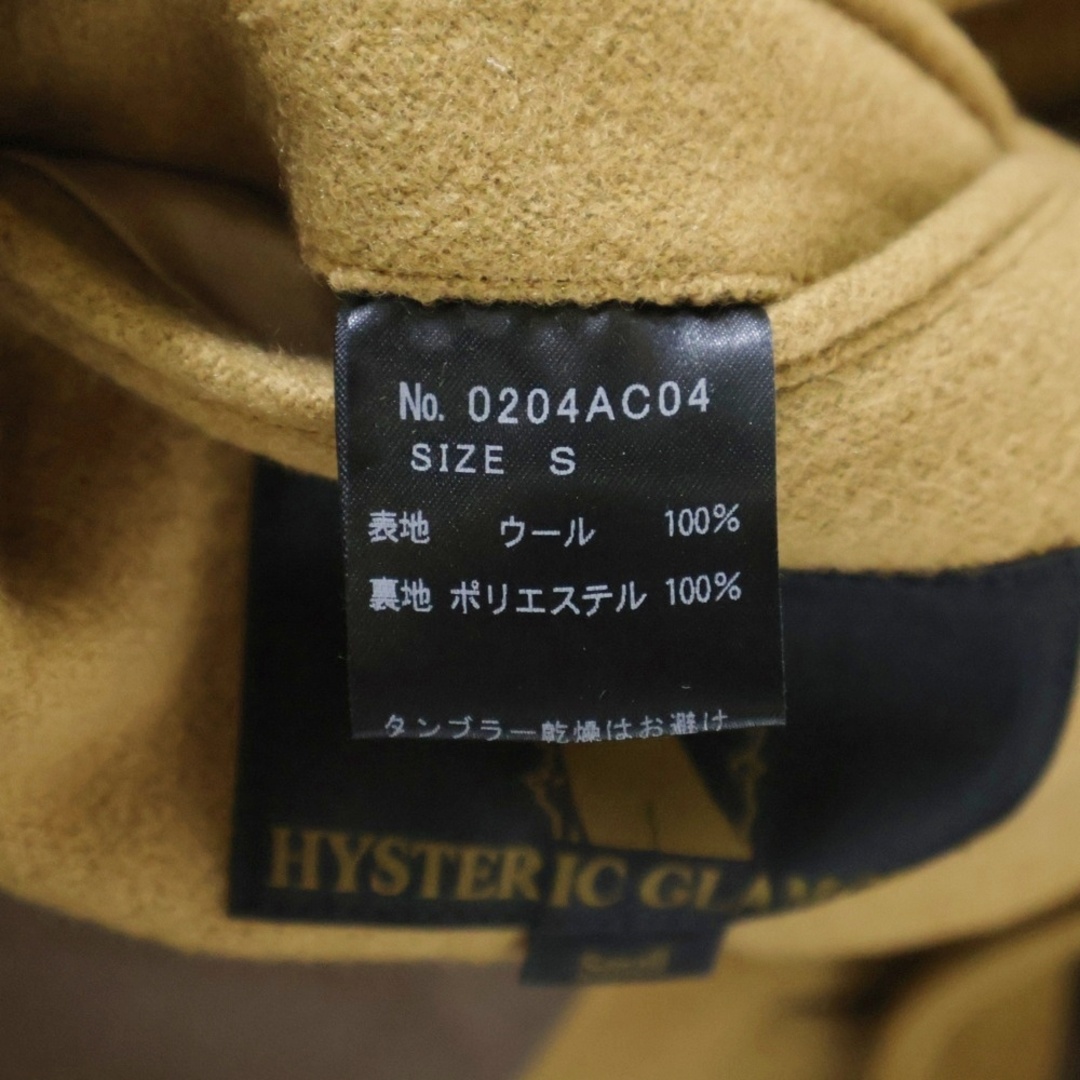 No. 0204AC04
SIZE S
表地 ウール 100%
裏地 ポリエステル 100%
タンブラー乾燥はお避け
HYSTERIC